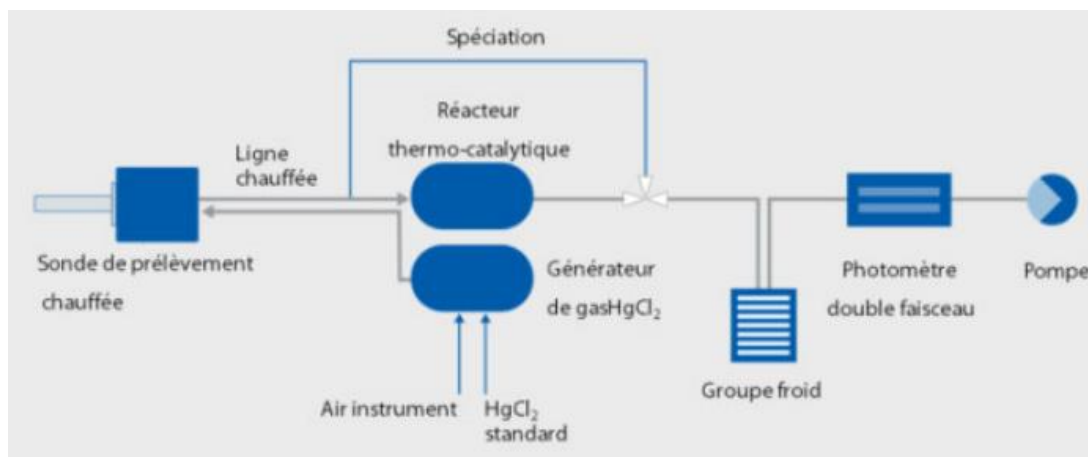 Spéciation
Réacteur
thermo-catalytique
Ligne
chauffée
Sonde de prélèvement
chauffée
Générateur
de gasHgCl₂
Photomètre
double faisceau
Pompe
Groupe froid
Air instrument
HgCl₂
standard